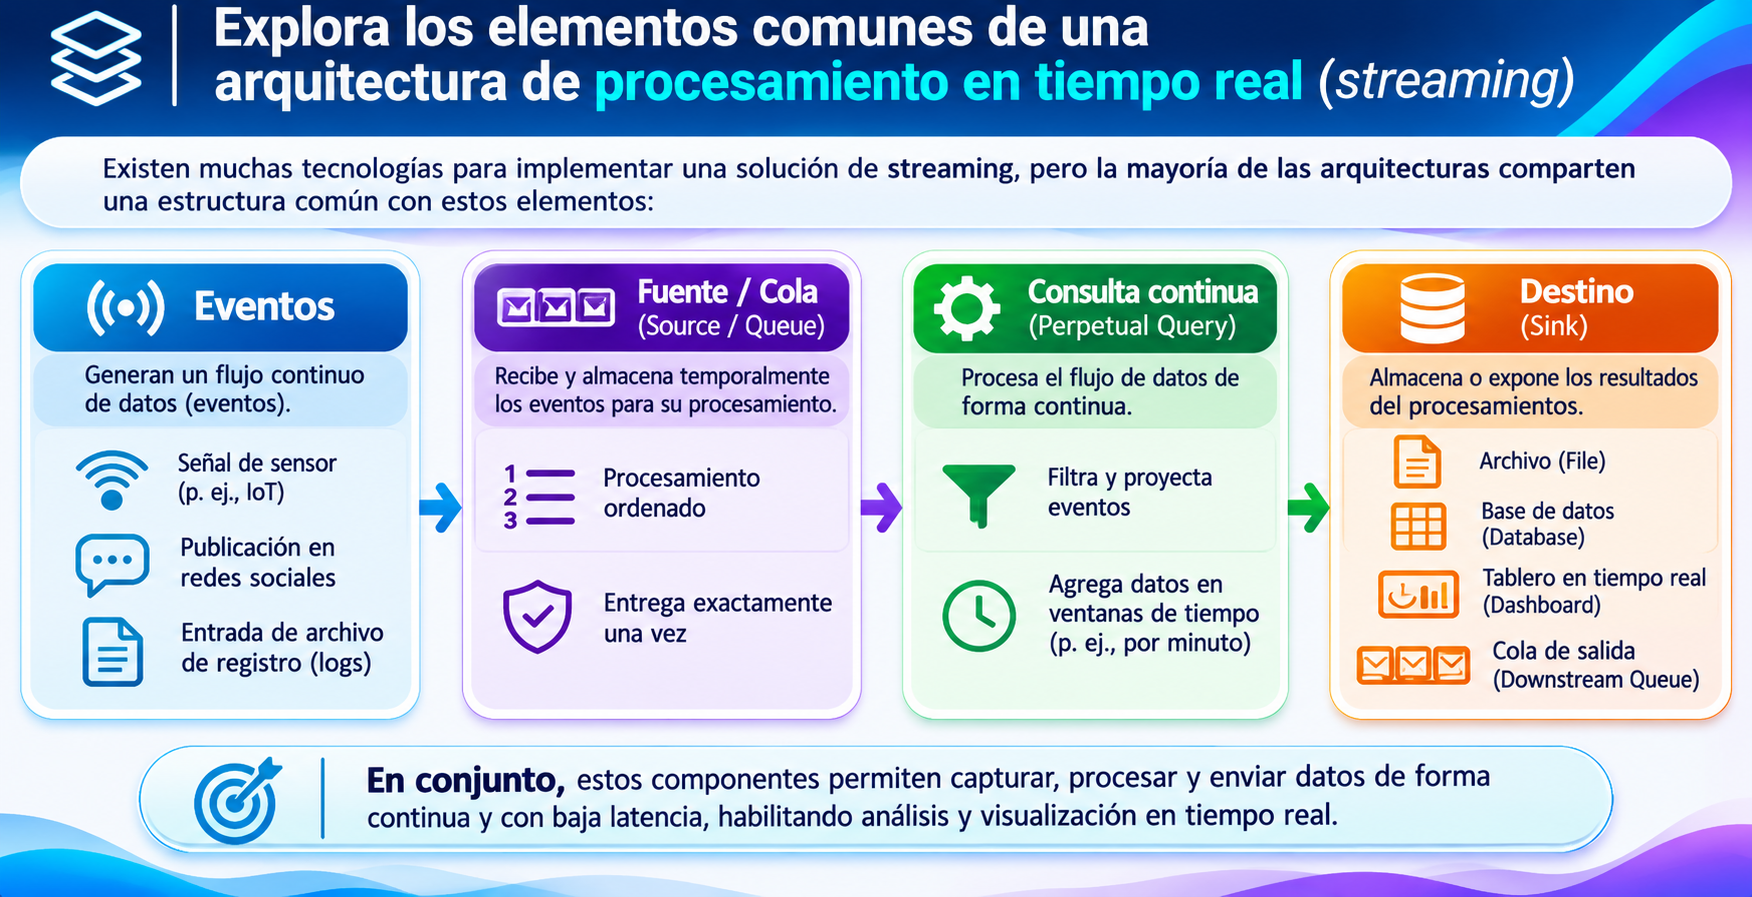 Explora los elementos comunes de una
arquitectura de procesamiento en tiempo real (streaming)
Existen muchas tecnologías para implementar una solución de streaming, pero la mayoría de las arquitecturas comparten
una estructura común con estos elementos:
Eventos
Generan un flujo continuo
de datos (eventos).
Señal de sensor
(p. ej., IoT)
Publicación en
redes sociales
Entrada de archivo
de registro (logs)
Fuente / Cola
(Source / Queue)
Recibe y almacena temporalmente
los eventos para su procesamiento.
1
2
3
Procesamiento
ordenado
Entrega exactamente
una vez
Consulta continua
(Perpetual Query)
Procesa el flujo de datos de
forma continua.
Filtra y proyecta
eventos
Agrega datos en
ventanas de tiempo
(p. ej., por minuto)
Destino
(Sink)
Almacena o expone los resultados
del procesamientos.
Archivo (File)
Base de datos
(Database)
Tablero en tiempo real
(Dashboard)
Cola de salida
(Downstream Queue)
En conjunto, estos componentes permiten capturar, procesar y enviar datos de forma
continua y con baja latencia, habilitando análisis y visualización en tiempo real.